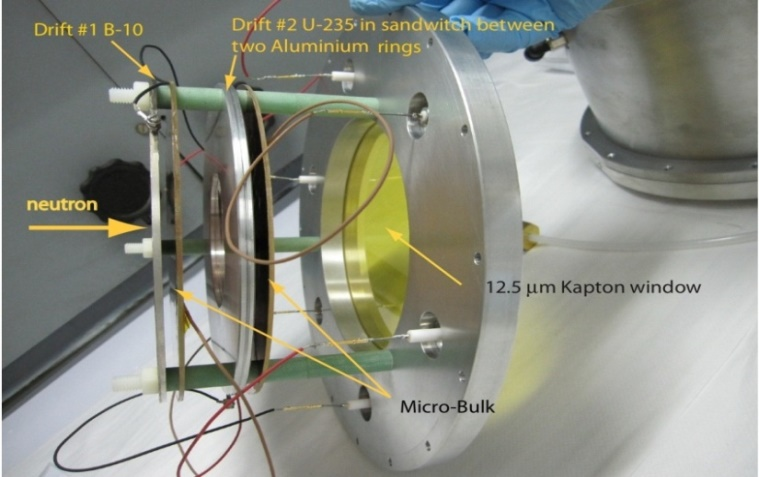 Drift #1 B-10
Drift #2 U-235 in sandwitch between
two Aluminium rings
neutron
12.5 μm Kapton window
Micro-Bulk